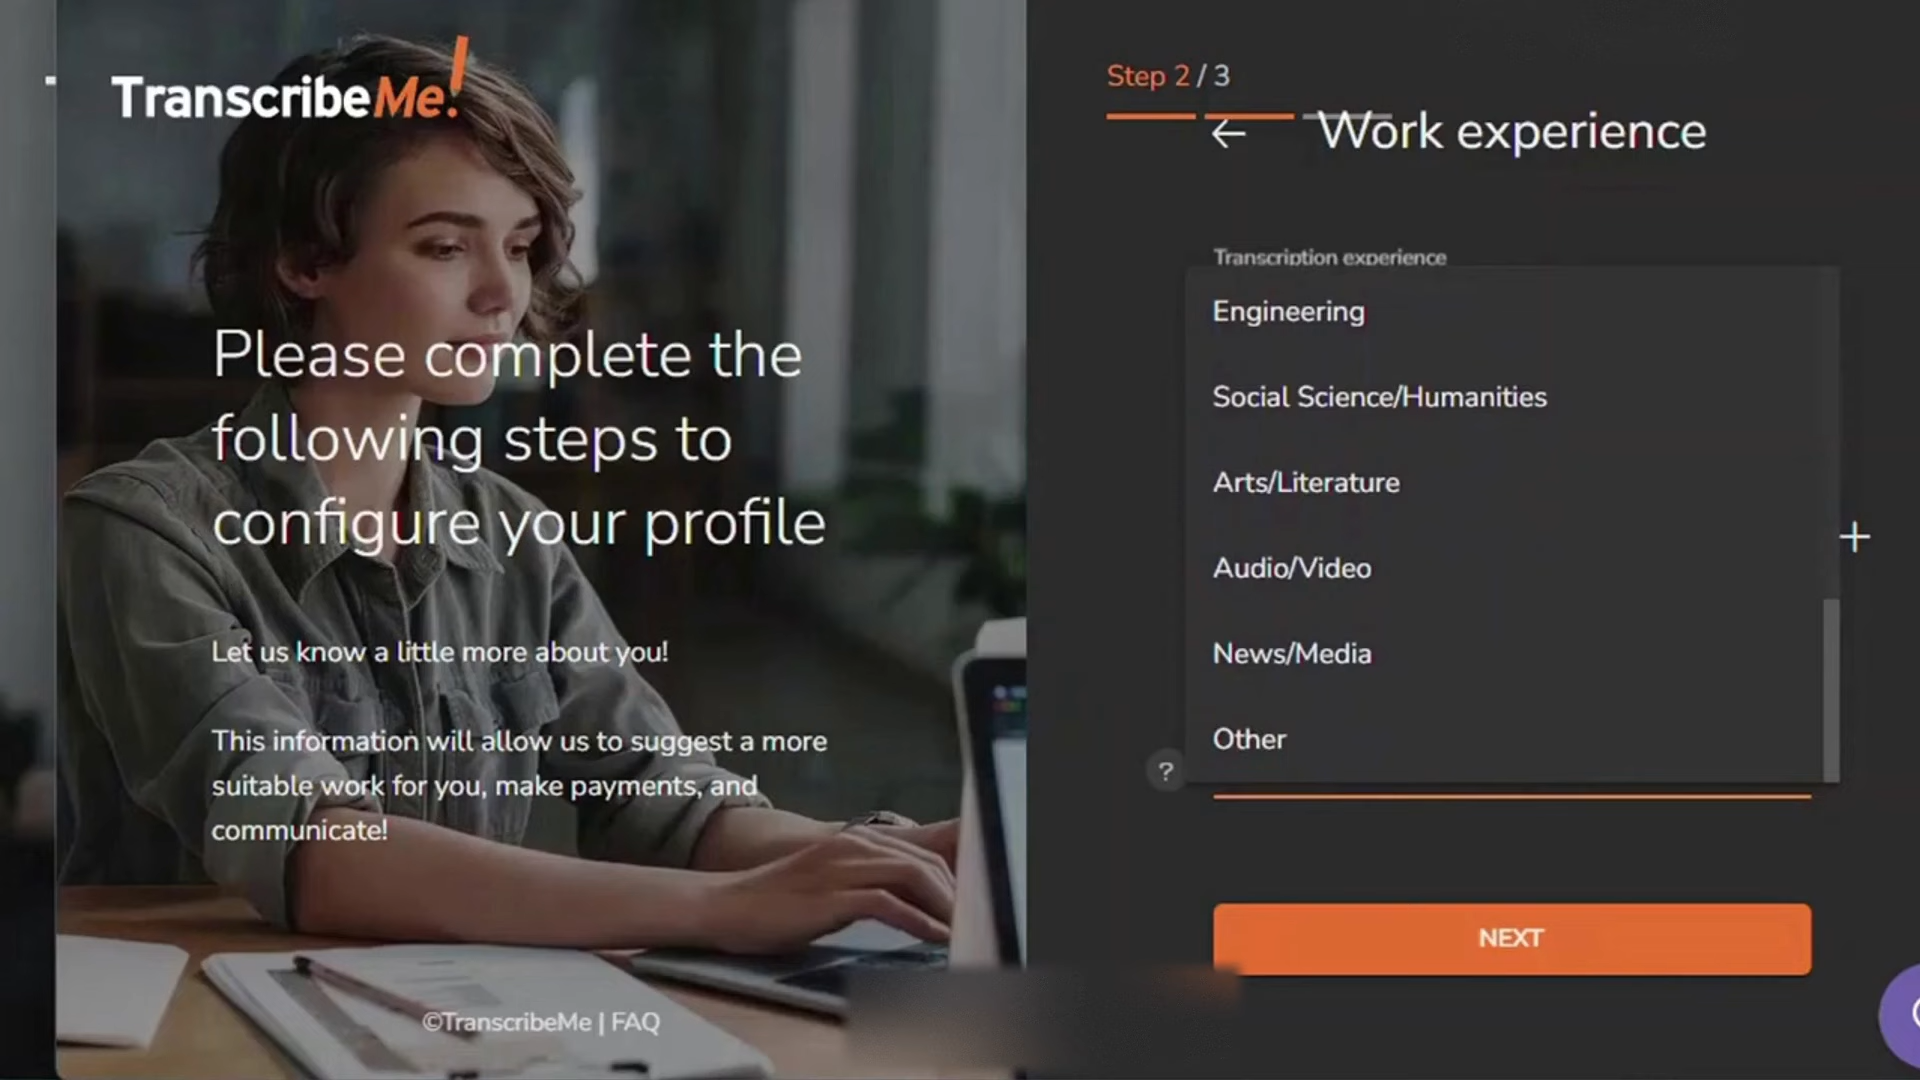 TranscribeMe!
Please complete the
following steps to
configure your profile
Let us know a little more about you!
This information will allow us to suggest a more
suitable work for you, make payments, and
communicate!
©TranscribeMe | FAQ
Step 2 / 3
Work experience
Transcription experience
Engineering
Social Science/Humanities
Arts/Literature
Audio/Video
News/Media
Other
?
NEXT